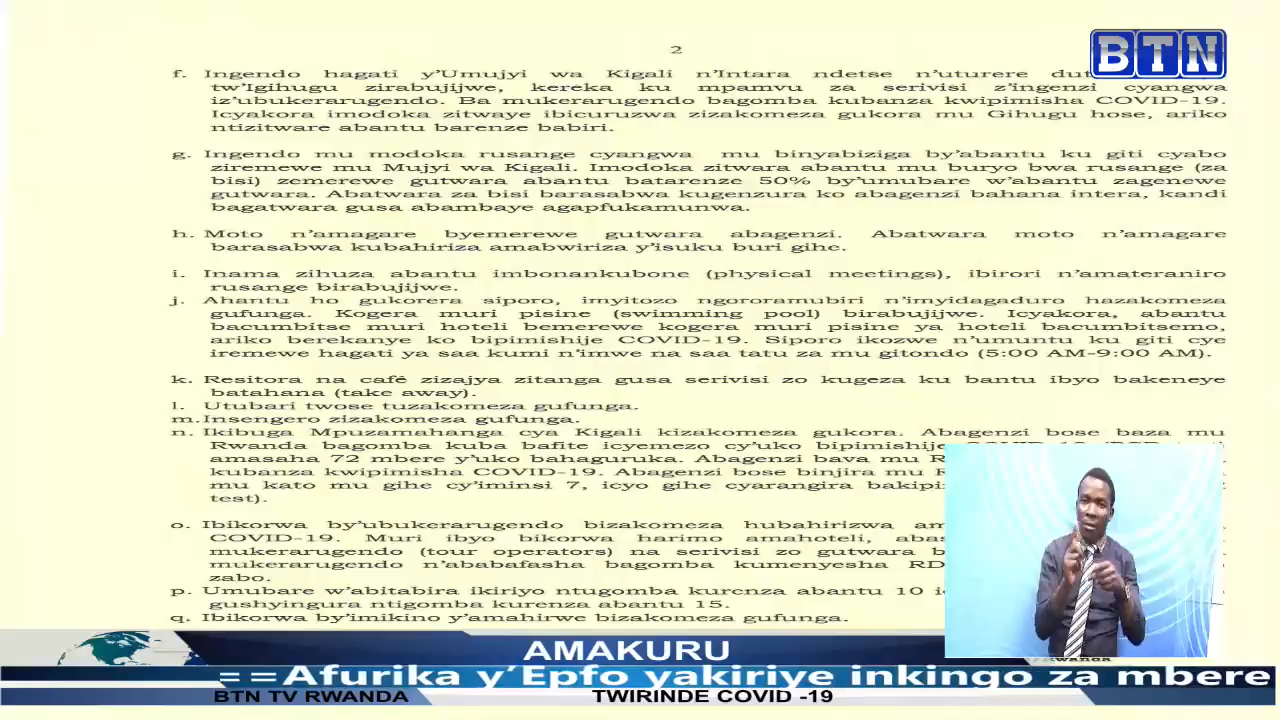 BTN
2
f. Ingendo hagati y'Umujyi wa Kigali n'Intara ndetse n'uturere
tw'Igihugu zirabujijwe, kereka ku mpamvu za serivisi z'ingenzi cyangwa
iz'ubukerarugendo. Ba mukerarugendo bagomba kubanza kwipimisha COVID-19.
Icyakora imodoka zitwaye ibicuruzwa zizakomeza gukora mu Gihugu hose, ariko
ntizitware abantu barenze babiri.
g. Ingendo mu modoka rusange cyangwa mu binyabiziga by'abantu ku giti cyabo
ziremewe mu Mujyi wa Kigali. Imodoka zitwara abantu mu buryo bwa rusange (za
bisi) zemerewe gutwara abantu batarenze 50% by'umubare w'abantu zagenewe
gutwara. Abatwara za bisi barasabwa kugenzura ko abagenzi bahana intera, kandi
bagatwara gusa abambaye agapfukamunwa.
h. Moto n'amagare byemerewe gutwara abagenzi. Abatwara moto n'amagare
barasabwa kubahiriza amabwiriza y'isuku buri gihe.
i. Inama zihuza abantu imbonankubone (physical meetings), ibirori n'amateraniro
rusange birabujijwe.
j. Ahantu ho gukorera siporo, imyitozo ngororamubiri n'imyidagaduro hazakomeza
gufunga. Kogera muri pisine (swimming pool) birabujijwe. Icyakora, abantu
bacumbitse muri hoteli bemerewe kogera muri pisine ya hoteli bacumbitsemo,
ariko berekanye ko bipimishije COVID-19. Siporo ikozwe n'umuntu ku giti cye
iremewe hagati ya saa kumi n'imwe na saa tatu za mu gitondo (5:00 AM-9:00 AM).
k. Resitora na café zizajya zitanga gusa serivisi zo kugeza ku bantu ibyo bakeneye
batahana (take away).
l. Utubari twose tuzakomeza gufunga.
m. Insengero zizakomeza gufunga.
n. Ikibuga Mpuzamahanga cya Kigali kizakomeza gukora. Abagenzi bose baza mu
Rwanda bagomba kuba bafite icyemezo cy'uko bipimishije
amasaha 72 mbere y'uko bahaguruka. Abagenzi bava mu
kubanza kwipimisha COVID-19. Abagenzi bose binjira mu
mu kato mu gihe cy'iminsi 7, icyo gihe cyarangira
test).
o. Ibikorwa by'ubukerarugendo bizakomeza hubahirizwa
COVID-19. Muri ibyo bikorwa harimo amahoteli,
mukerarugendo (tour operators) na serivisi zo gutwara
mukerarugendo n'ababafasha bagomba kumenyesha
zabo.
p. Umubare w'abitabira ikiriyo ntugomba kurenza abantu 10
gushyingura ntigomba kurenza abantu 15.
q. Ibikorwa by'imikino y'amahirwe bizakomeza gufunga.
AMAKURU
==Afurika y'Epfo yakiriye inkingo za mbere
BTN TV RWANDA TWIRINDE COVID -19